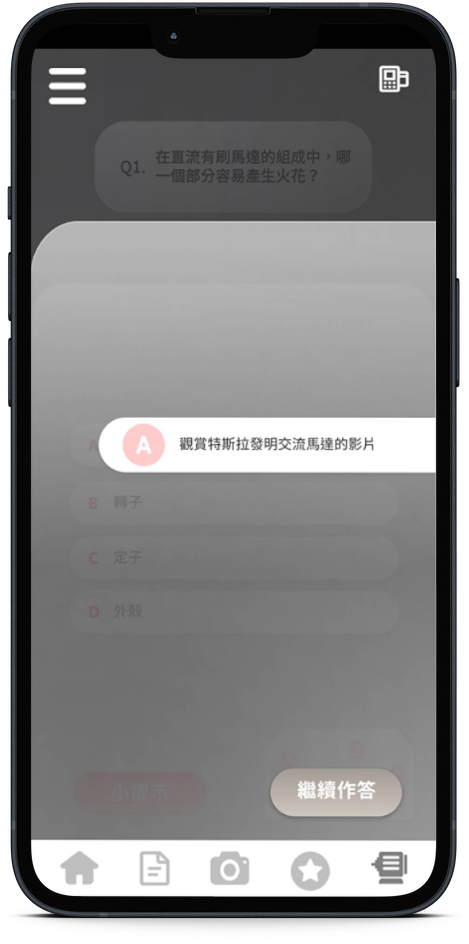 Q1. 在直流有刷馬達的組成中，哪
一個部分容易產生火花？
A
A 觀賞特斯拉發明交流馬達的影片
B 轉子
C 定子
D 外殼
小提示
繼續作答